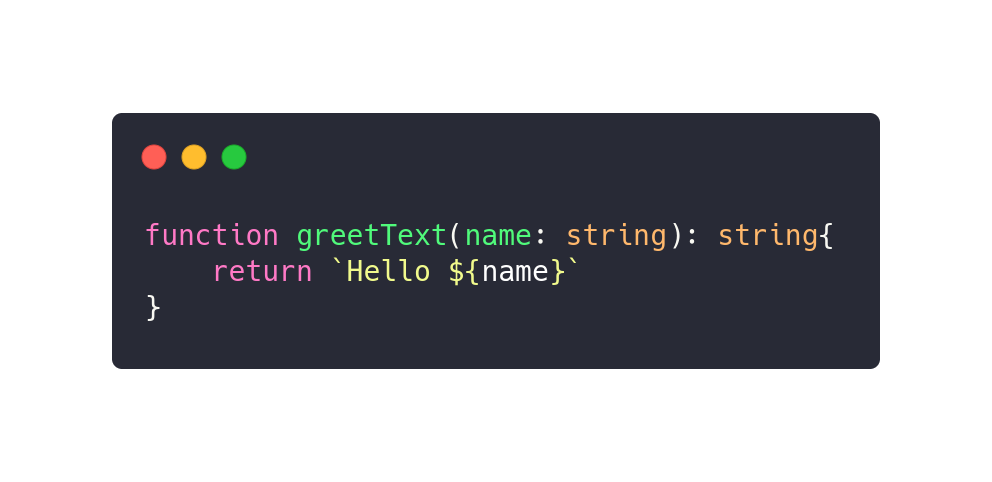 function greetText(name: string): string{
    return `Hello ${name}`
}